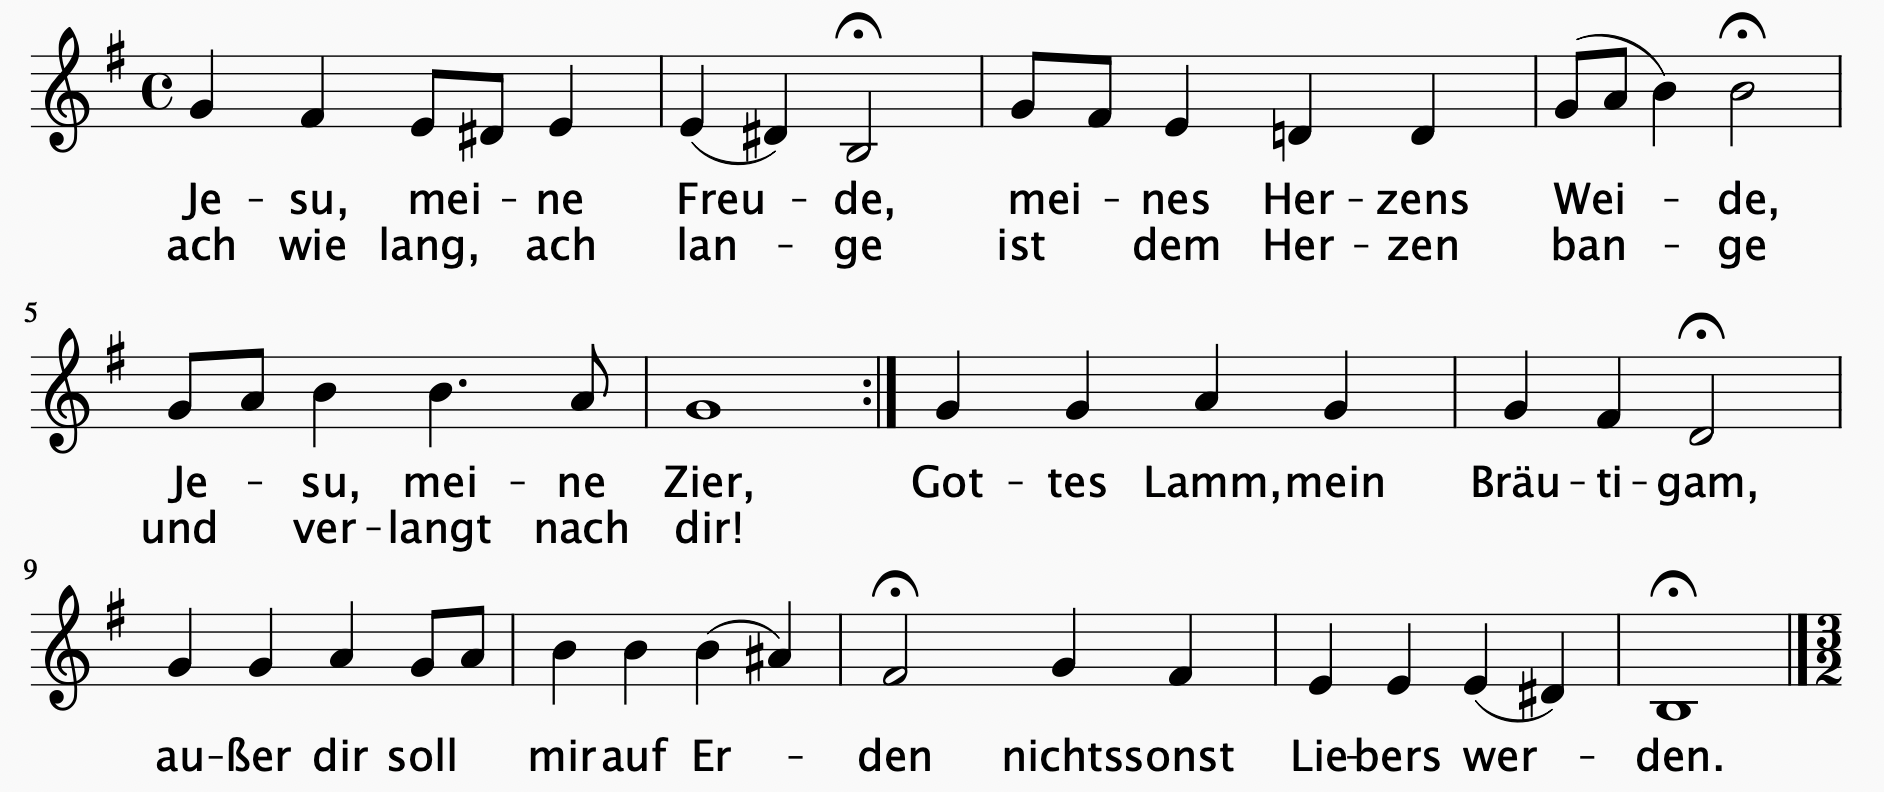 Je - su, mei - ne Freu - de, mei - nes Her - zens Wei - de,
ach wie lang, ach lan - ge ist dem Her - zen ban - ge
5
Je - su, mei - ne Zier, Got - tes Lamm, mein Bräu - ti - gam,
und ver - langt nach dir!
9
3
2
au - ßer dir soll mir auf Er - den nichts sonst Lie - bers wer - den.